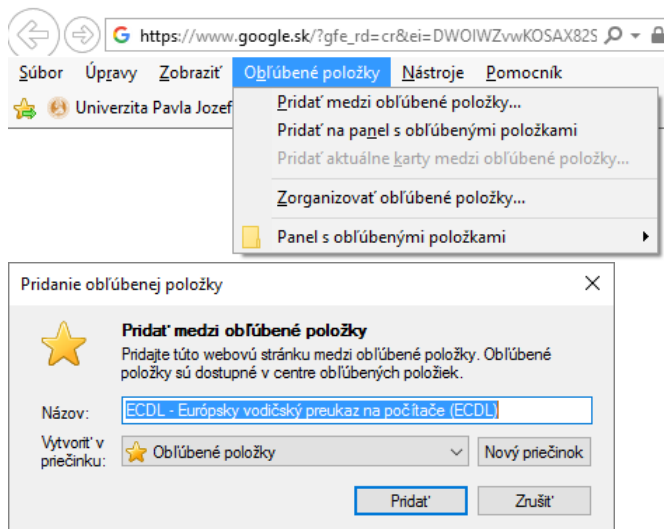 https://www.google.sk/?gfe_rd=cr&ei=DWOIWZvwKOSAX82S
Súbor Úpravy Zobraziť Obľúbené položky Nástroje Pomocník
Univerzita Pavla Jozef
Pridať medzi obľúbené položky...
Pridať na panel s obľúbenými položkami
Pridať aktuálne karty medzi obľúbené položky...
Zorganizovať obľúbené položky...
Panel s obľúbenými položkami
Pridanie obľúbenej položky
Pridať medzi obľúbené položky
Pridajte túto webovú stránku medzi obľúbené položky. Obľúbené
položky sú dostupné v centre obľúbených položiek.
Názov: ECDL - Európsky vodičský preukaz na počítače (ECDL)
Vytvoriť v
priečinku: Obľúbené položky Nový priečinok
Pridať Zrušiť